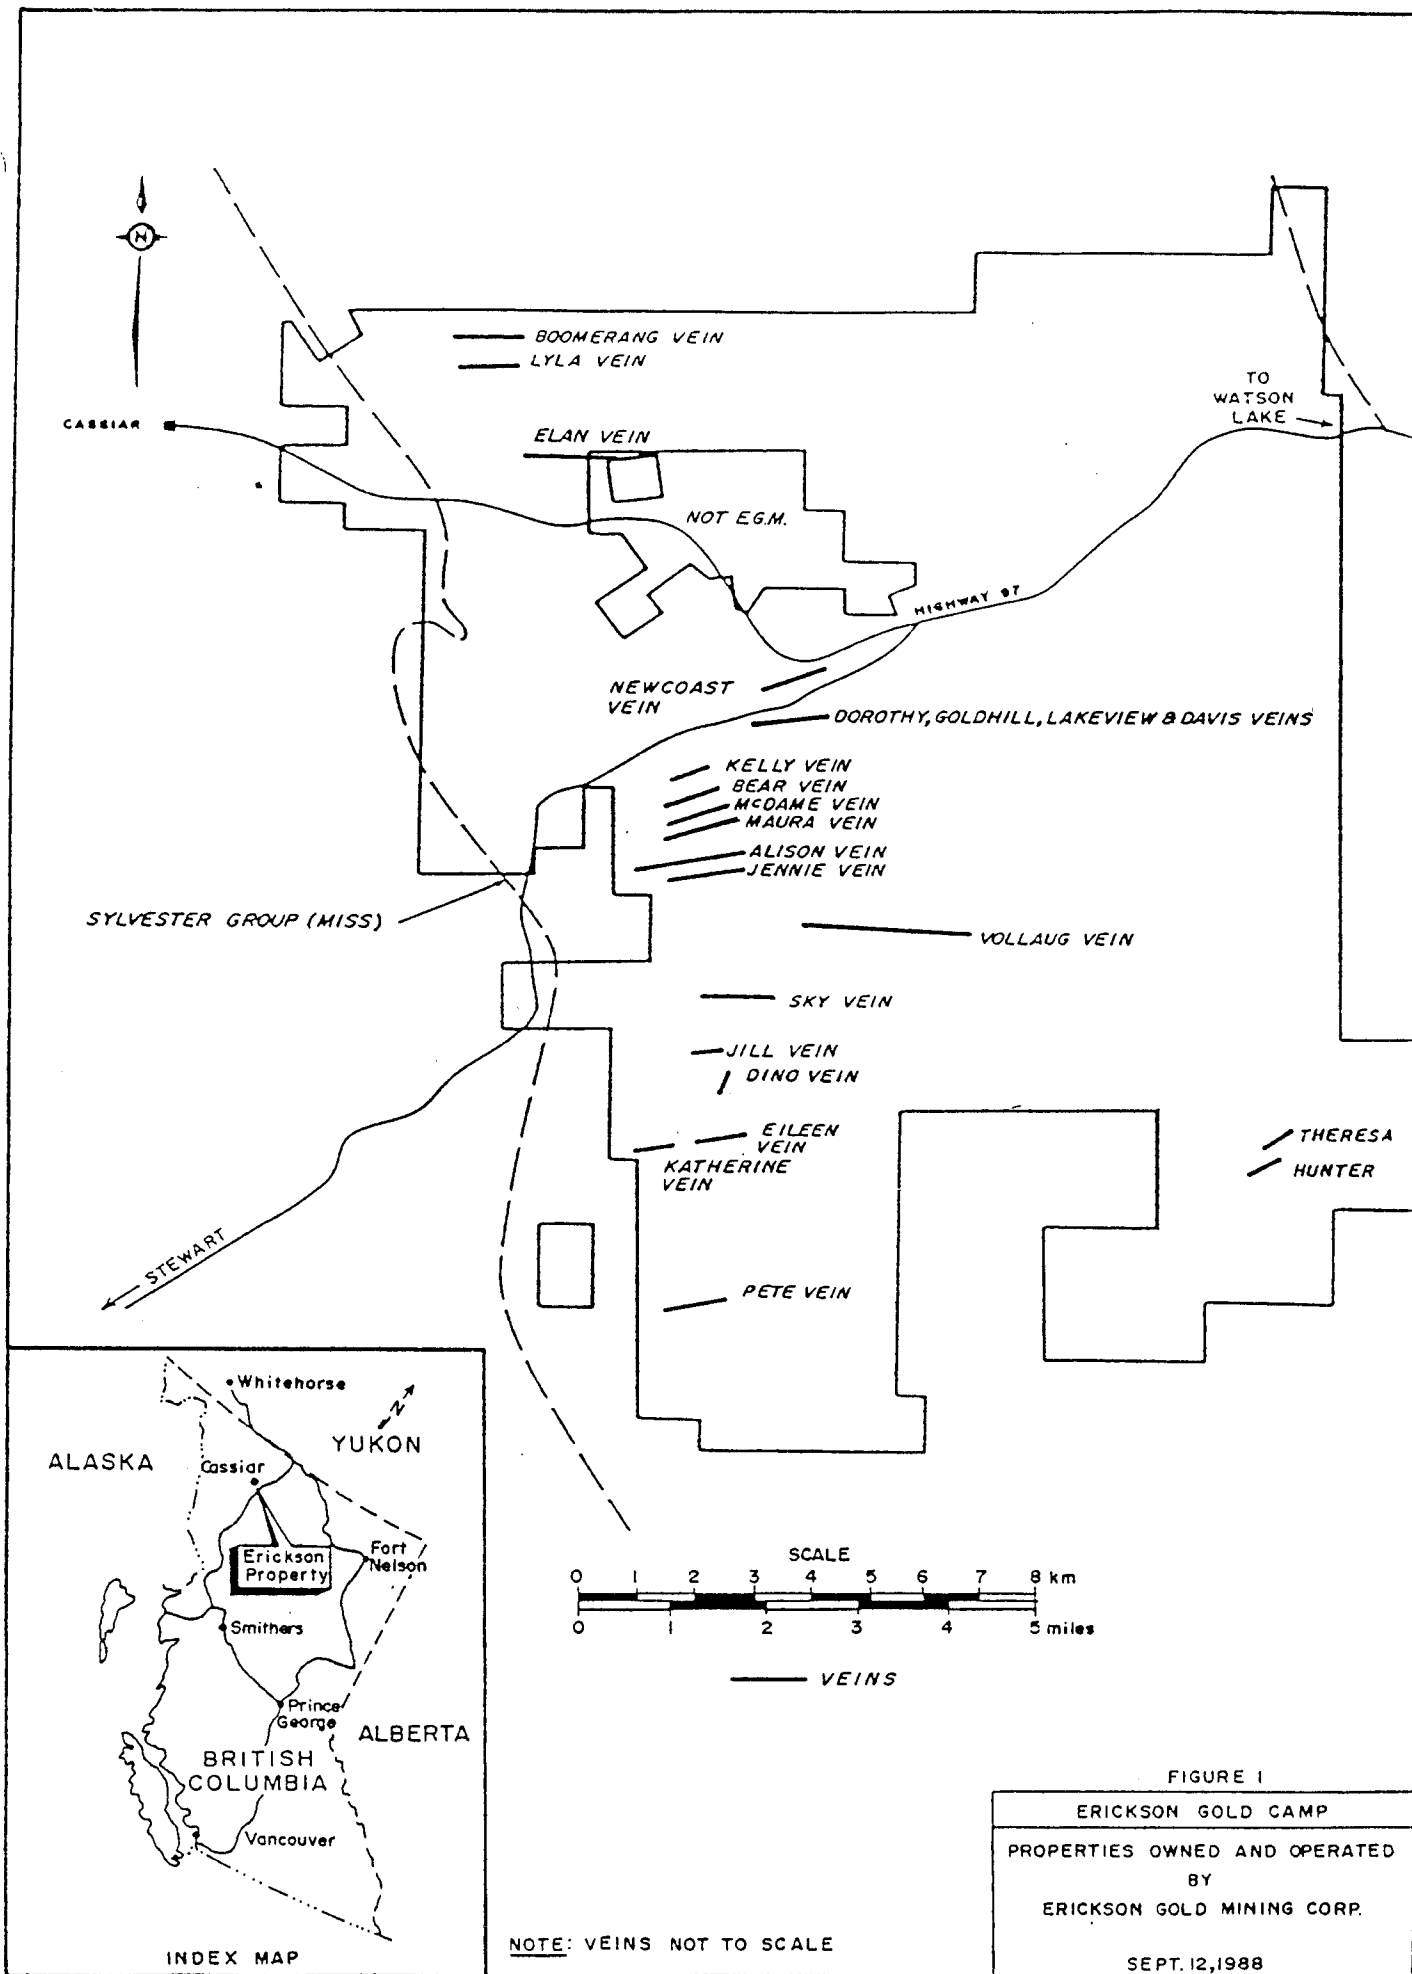 N
BOOMERANG VEIN
LYLA VEIN
CASSIAR
ELAN VEIN
TO
WATSON
LAKE
NOT E.G.M.
HIGHWAY 97
NEWCOAST
VEIN
DOROTHY, GOLDHILL, LAKEVIEW & DAVIS VEINS
KELLY VEIN
BEAR VEIN
McDAME VEIN
MAURA VEIN
ALISON VEIN
JENNIE VEIN
SYLVESTER GROUP (MISS)
VOLLAUG VEIN
SKY VEIN
JILL VEIN
DINO VEIN
EILEEN
VEIN
KATHERINE
VEIN
THERESA
HUNTER
STEWART
PETE VEIN
Whitehorse
N
YUKON
ALASKA
Cassiar
Erickson
Property
Fort
Nelson
Smithers
Prince
George
ALBERTA
BRITISH
COLUMBIA
Vancouver
INDEX MAP
SCALE
0 1 2 3 4 5 6 7 8 km
0 1 2 3 4 5 miles
VEINS
NOTE: VEINS NOT TO SCALE
FIGURE 1
ERICKSON GOLD CAMP
PROPERTIES OWNED AND OPERATED
BY
ERICKSON GOLD MINING CORP.
SEPT. 12, 1988